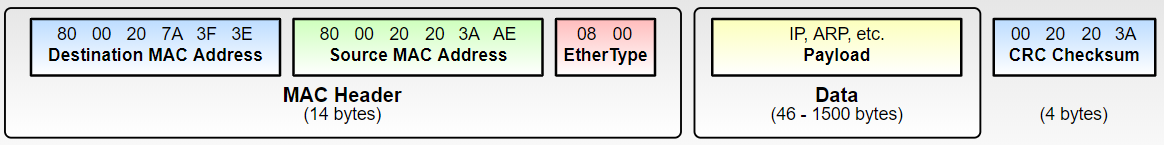 80 00 20 7A 3F 3E
Destination MAC Address
80 00 20 20 3A AE
Source MAC Address
08 00
EtherType
MAC Header
(14 bytes)
IP, ARP, etc.
Payload
Data
(46 - 1500 bytes)
00 20 20 3A
CRC Checksum
(4 bytes)